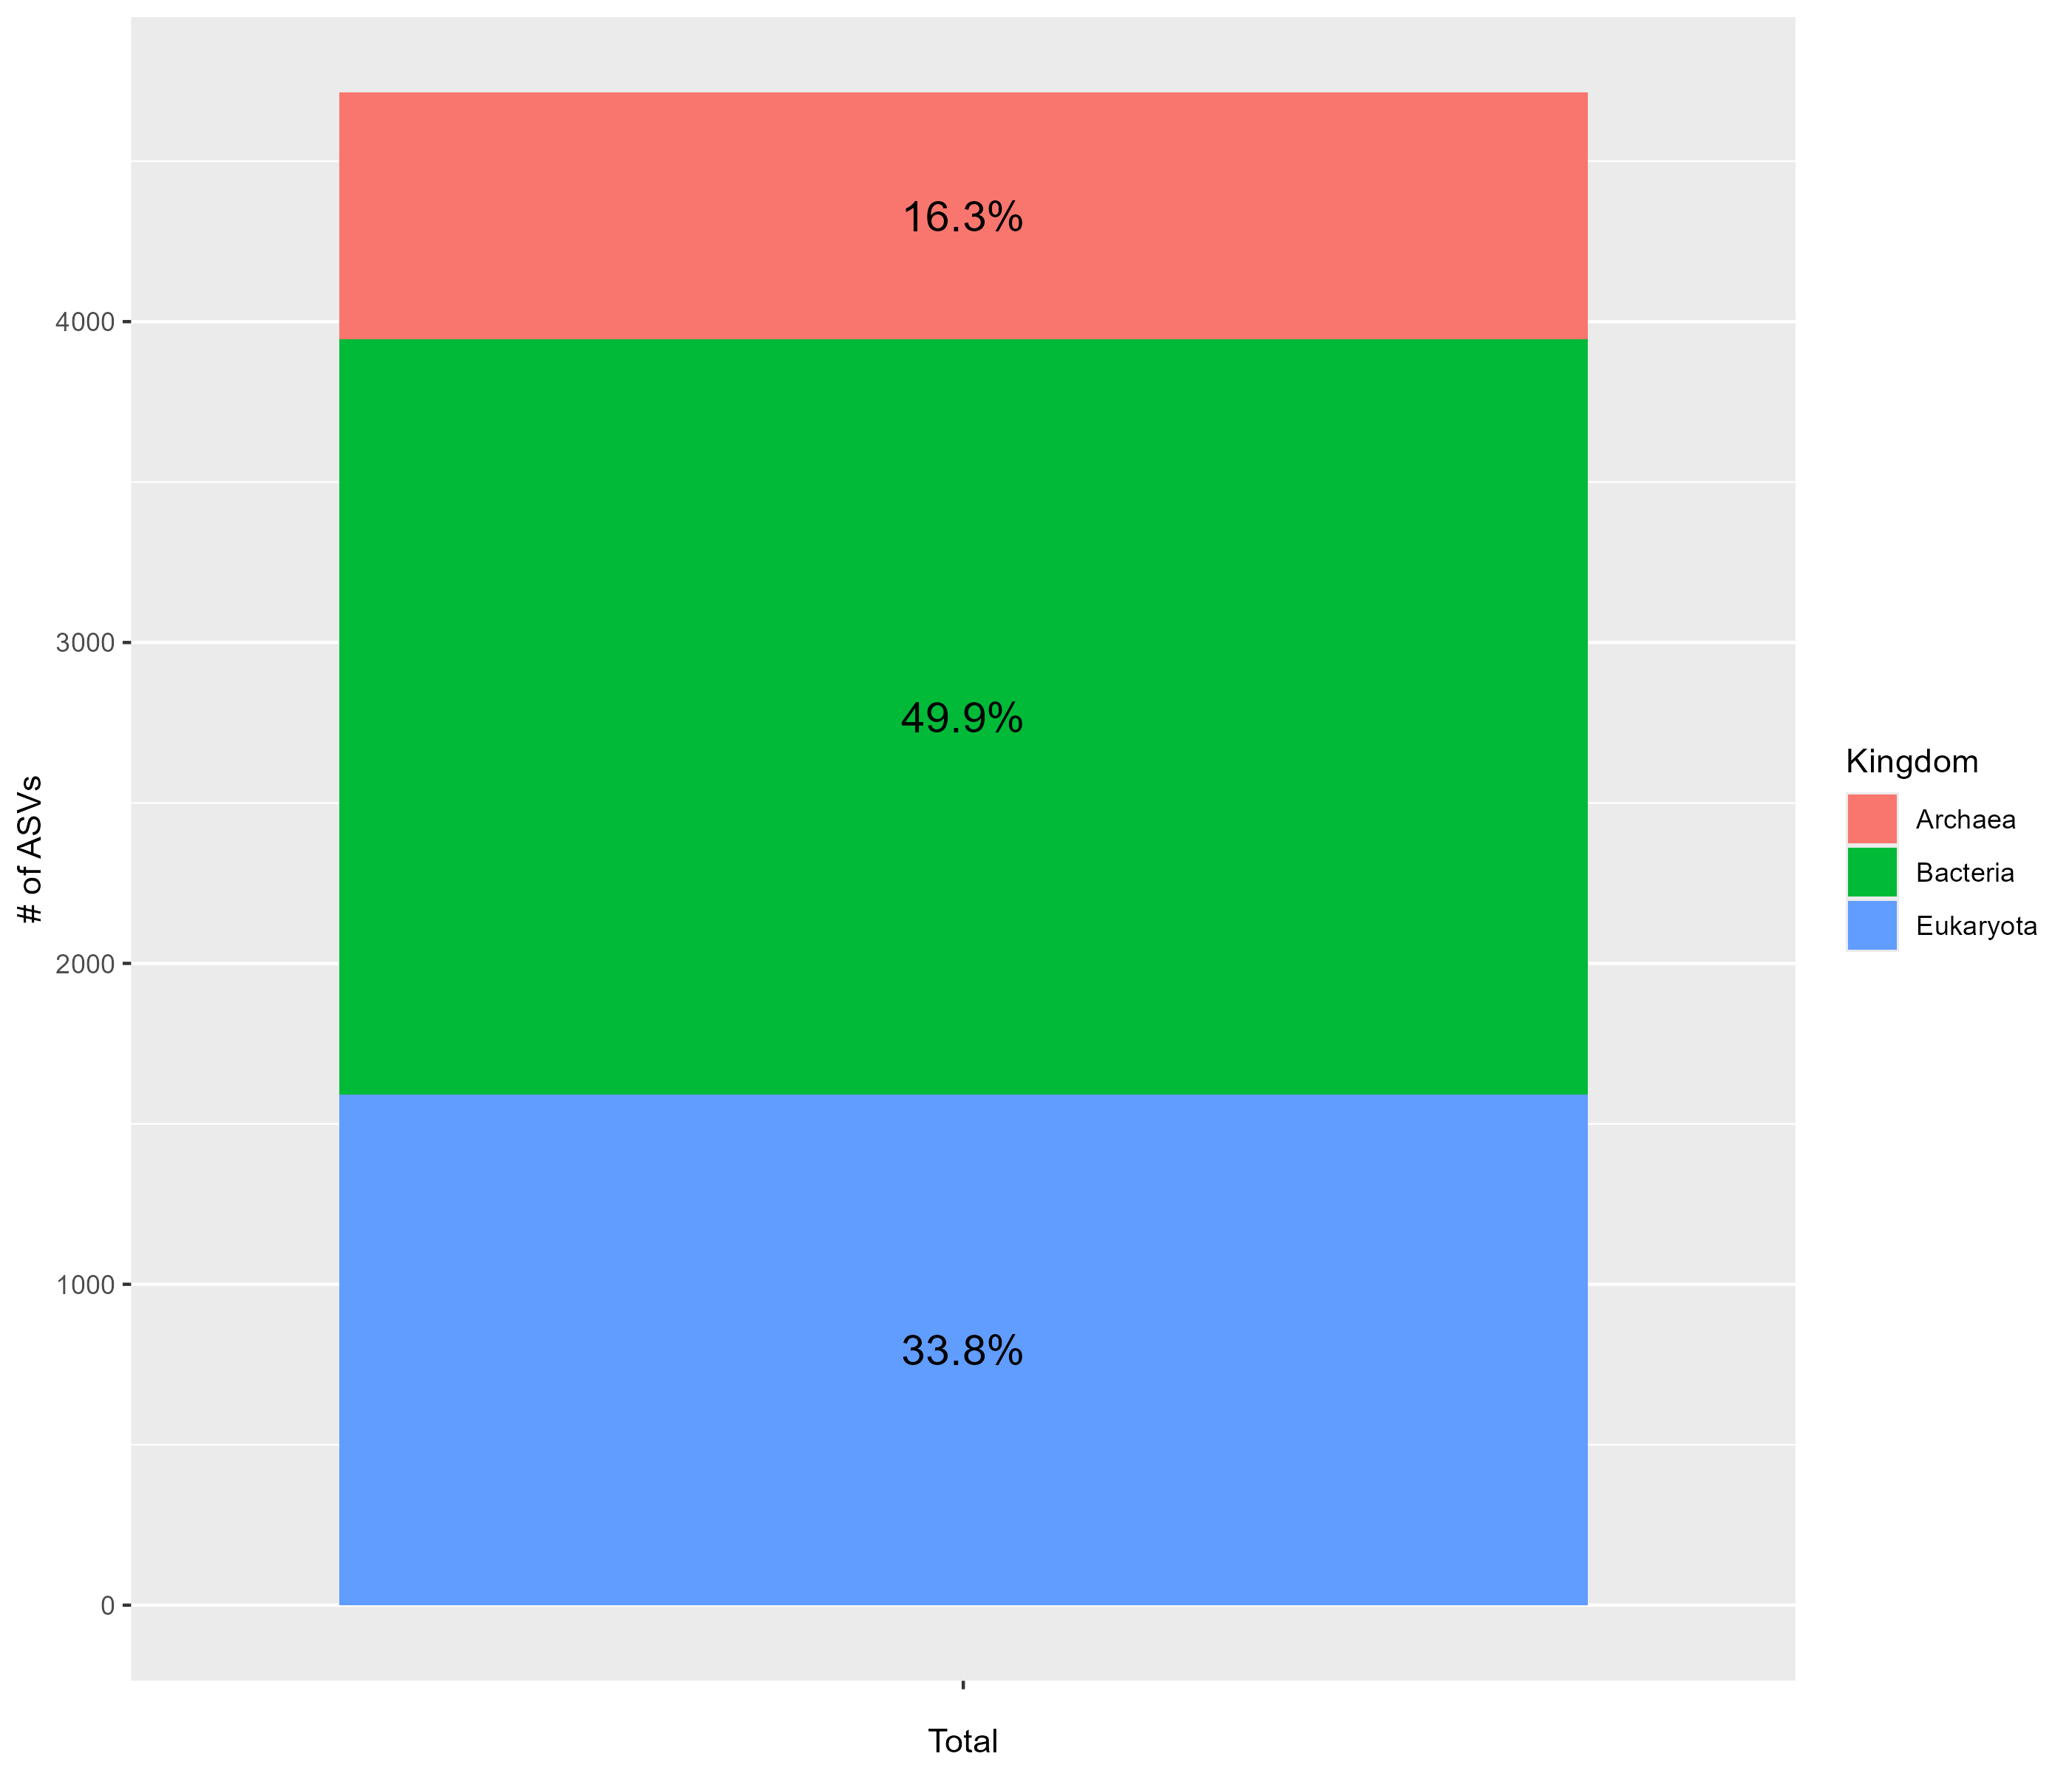 # of ASVs
4000
3000
2000
1000
0
16.3%
49.9%
33.8%
Total
Kingdom
Archaea
Bacteria
Eukaryota